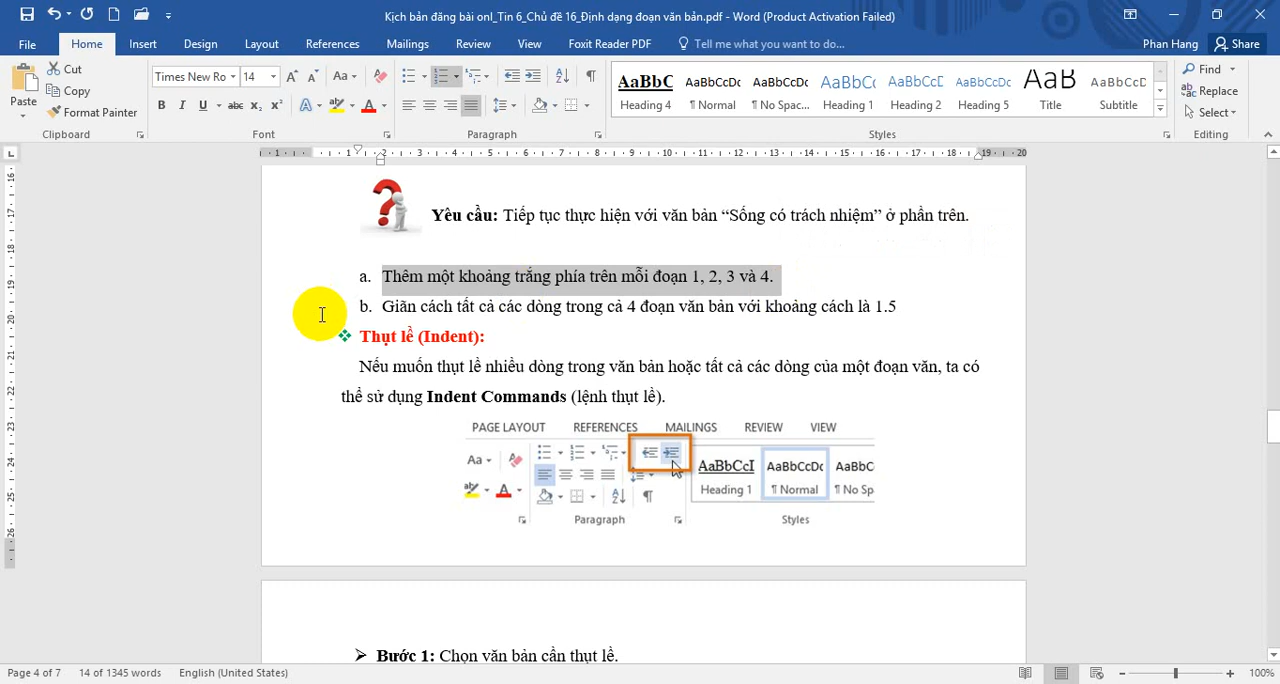 Kịch bản đăng bài onl_Tin 6_Chủ đề 16_Định dạng đoạn văn bản.pdf - Word (Product Activation Failed)
File Home Insert Design Layout References Mailings Review View Foxit Reader PDF Tell me what you want to do... Phan Hang Share
Paste Cut Copy Format Painter
Times New Ro 14
Heading 4 Normal No Spac... Heading 1 Heading 2 Heading 5 Title Subtitle
Find Replace Select
Clipboard Font Paragraph Styles Editing
Yêu cầu: Tiếp tục thực hiện với văn bản “Sống có trách nhiệm” ở phần trên.
a. Thêm một khoảng trắng phía trên mỗi đoạn 1, 2, 3 và 4.
b. Giãn cách tất cả các dòng trong cả 4 đoạn văn bản với khoảng cách là 1.5
Thụt lề (Indent):
Nếu muốn thụt lề nhiều dòng trong văn bản hoặc tất cả các dòng của một đoạn văn, ta có
thể sử dụng Indent Commands (lệnh thụt lề).
PAGE LAYOUT REFERENCES MAILINGS REVIEW VIEW
AaBbCcI AaBbCcDc AaBbC
Heading 1 ¶ Normal ¶ No Sp
Paragraph Styles
➢ Bước 1: Chọn văn bản cần thụt lề.
Page 4 of 7 14 of 1345 words English (United States) 100%